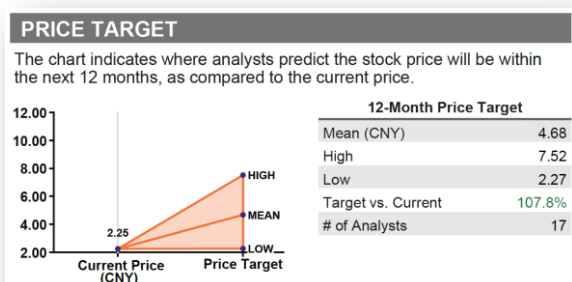 PRICE TARGET
The chart indicates where analysts predict the stock price will be within
the next 12 months, as compared to the current price.
12.00
10.00
8.00
6.00
4.00
2.00
2.25
HIGH
MEAN
LOW
Current Price
(CNY)
Price Target
12-Month Price Target
Mean (CNY) 4.68
High 7.52
Low 2.27
Target vs. Current 107.8%
# of Analysts 17